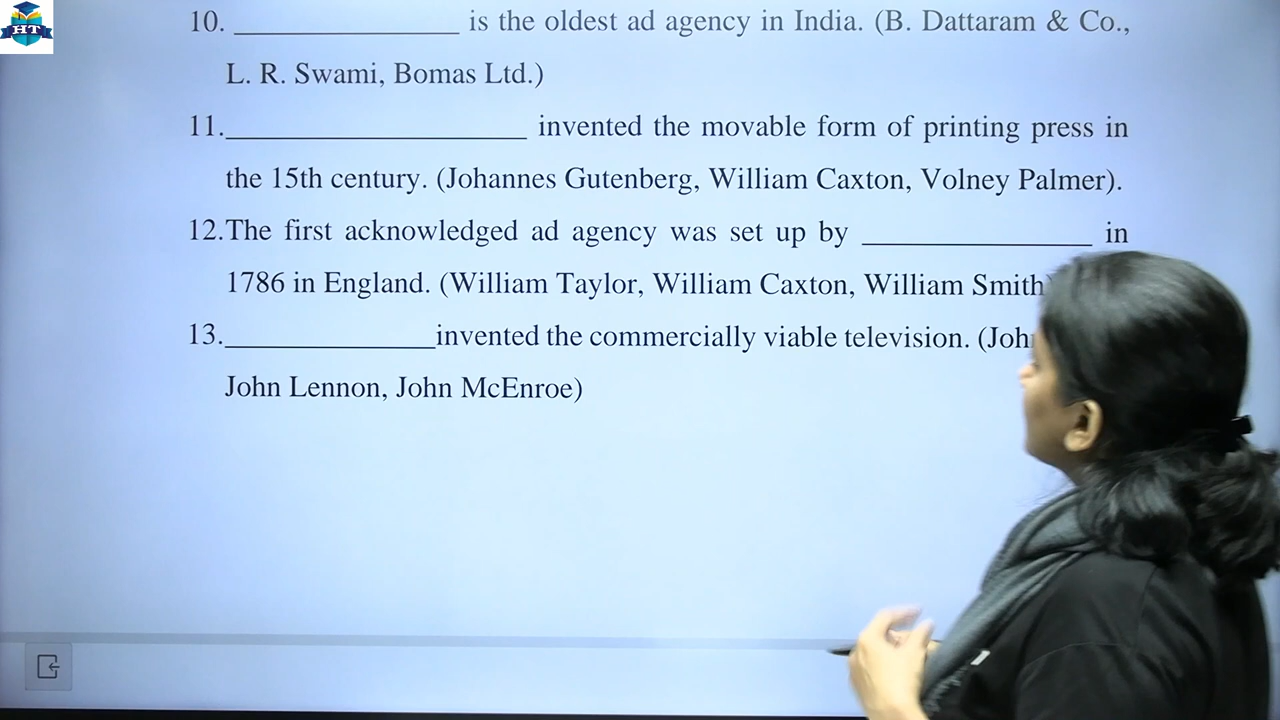 HT
10. ________________ is the oldest ad agency in India. (B. Dattaram & Co.,
L. R. Swami, Bomas Ltd.)
11.____________________ invented the movable form of printing press in
the 15th century. (Johannes Gutenberg, William Caxton, Volney Palmer).
12.The first acknowledged ad agency was set up by ________________ in
1786 in England. (William Taylor, William Caxton, William Smith
13.______________invented the commercially viable television. (
John Lennon, John McEnroe)